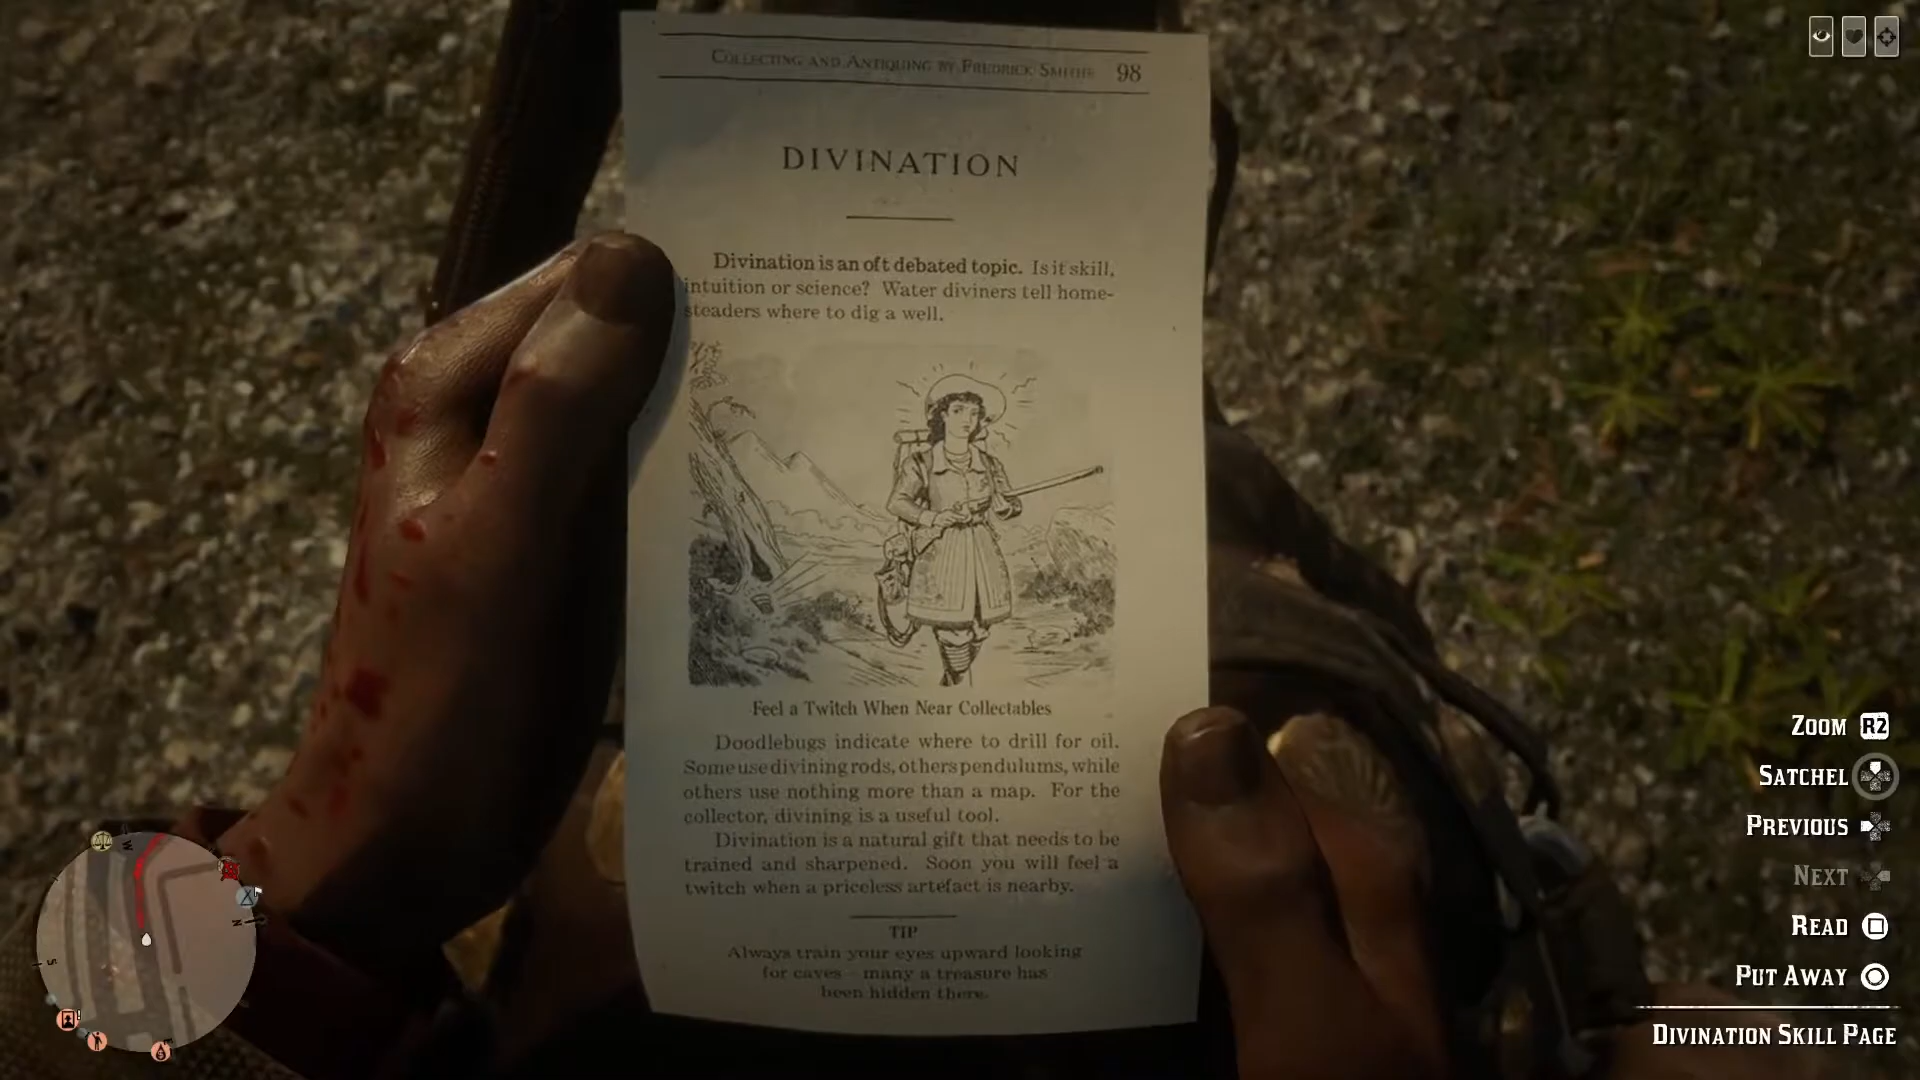 COLLECTING AND ANTIQUING BY FREDRICK SMITHE 98
DIVINATION
Divination is an oft debated topic. Is it skill,
intuition or science? Water diviners tell home-
steaders where to dig a well.
Feel a Twitch When Near Collectables
Doodlebugs indicate where to drill for oil.
Some use divining rods, others pendulums, while
others use nothing more than a map. For the
collector, divining is a useful tool.
Divination is a natural gift that needs to be
trained and sharpened. Soon you will feel a
twitch when a priceless artefact is nearby.
TIP
Always train your eyes upward looking
for caves – many a treasure has
been hidden there.
ZOOM R2
SATCHEL
PREVIOUS
NEXT
READ
PUT AWAY
DIVINATION SKILL PAGE
W
N
S